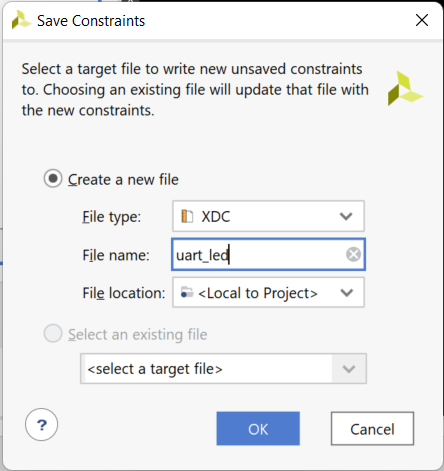 Save Constraints
Select a target file to write new unsaved constraints
to. Choosing an existing file will update that file with
the new constraints.
Create a new file
File type: XDC
File name: uart_led
File location: <Local to Project>
Select an existing file
<select a target file>
? OK Cancel